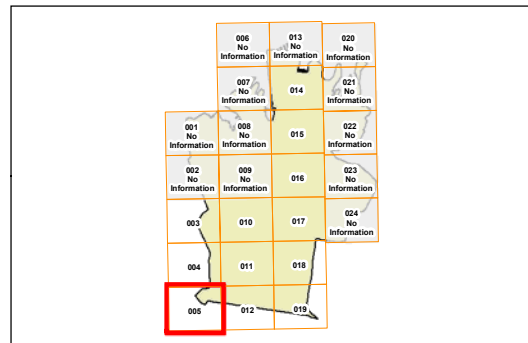 006
No
Information
013
No
Information
020
No
Information
007
No
Information
014
021
No
Information
001
No
Information
008
No
Information
015
022
No
Information
002
No
Information
009
No
Information
016
023
No
Information
003
010
017
024
No
Information
004
011
018
005
012
019